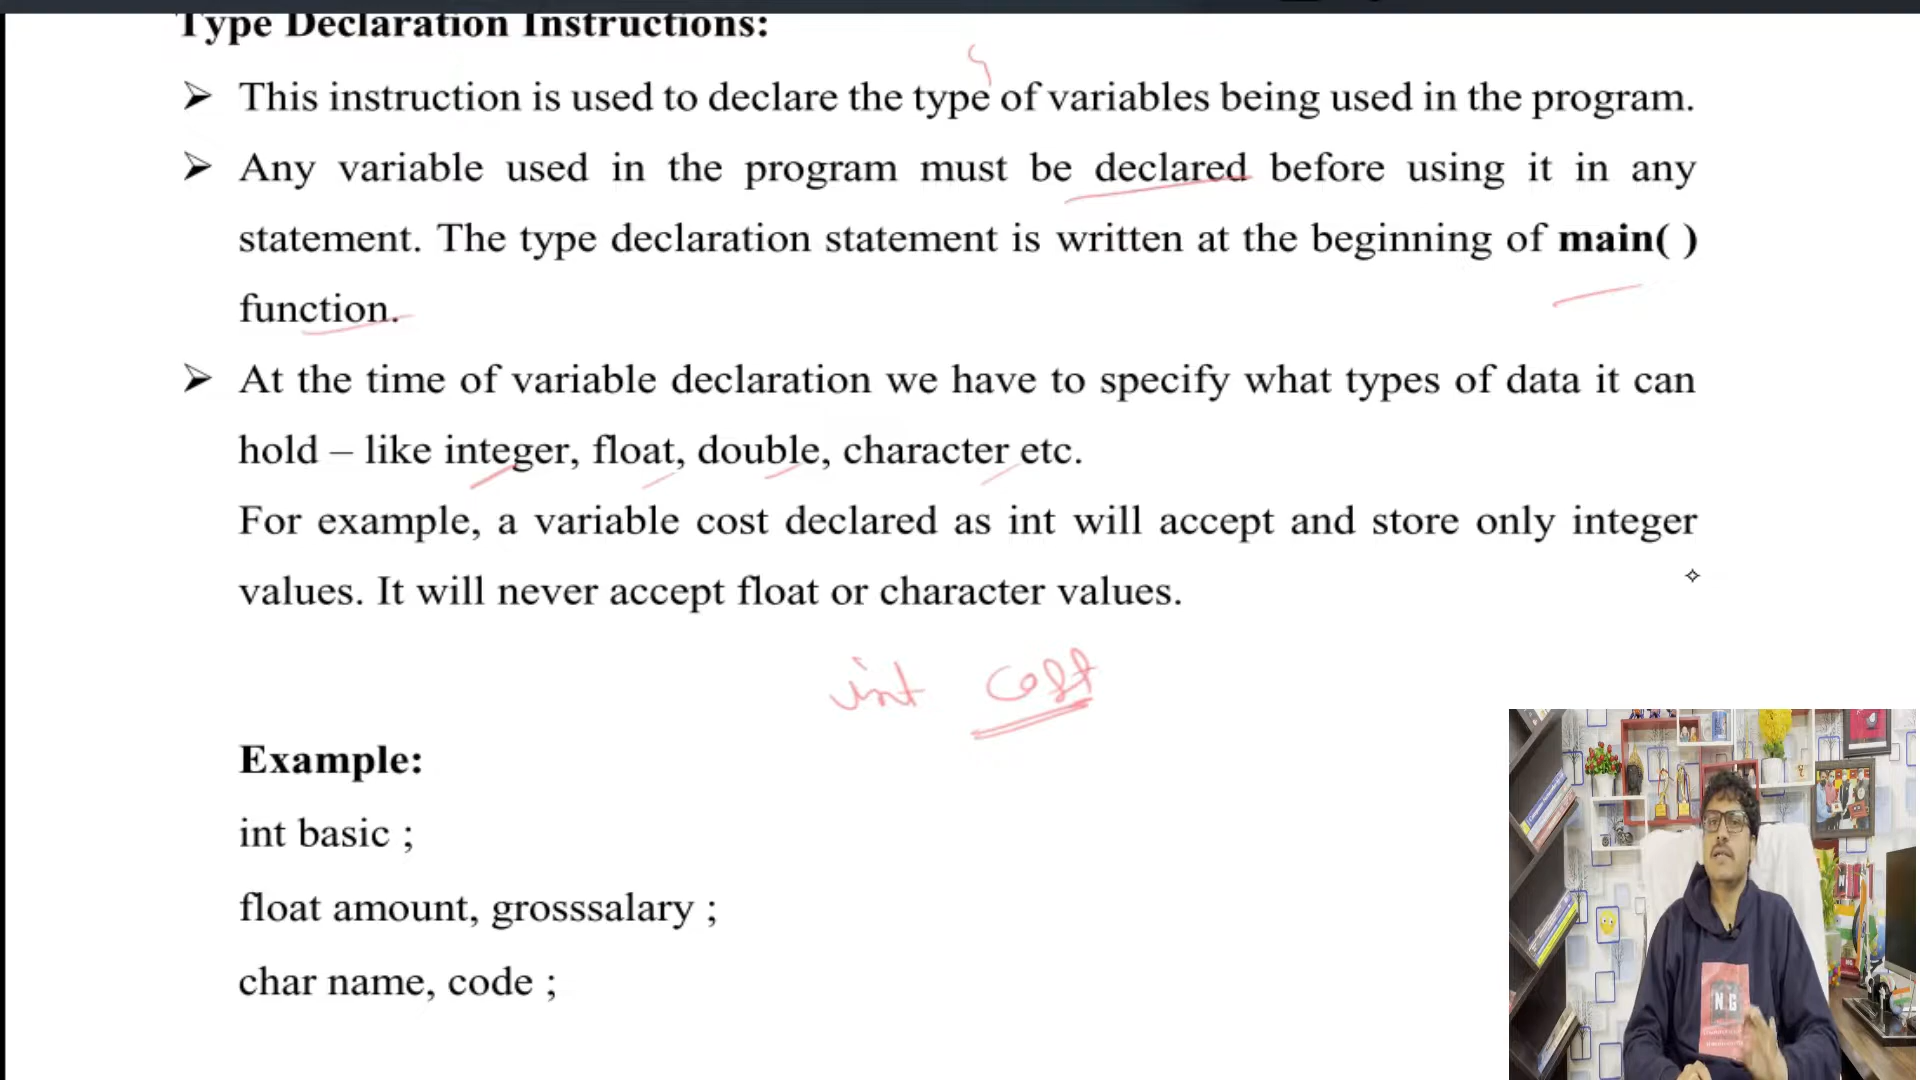 Type Declaration Instructions:
➢ This instruction is used to declare the type of variables being used in the program.
➢ Any variable used in the program must be declared before using it in any
statement. The type declaration statement is written at the beginning of main( )
function.
➢ At the time of variable declaration we have to specify what types of data it can
hold – like integer, float, double, character etc.
For example, a variable cost declared as int will accept and store only integer
values. It will never accept float or character values.
int cost
Example:
int basic ;
float amount, grosssalary ;
char name, code ;
NG